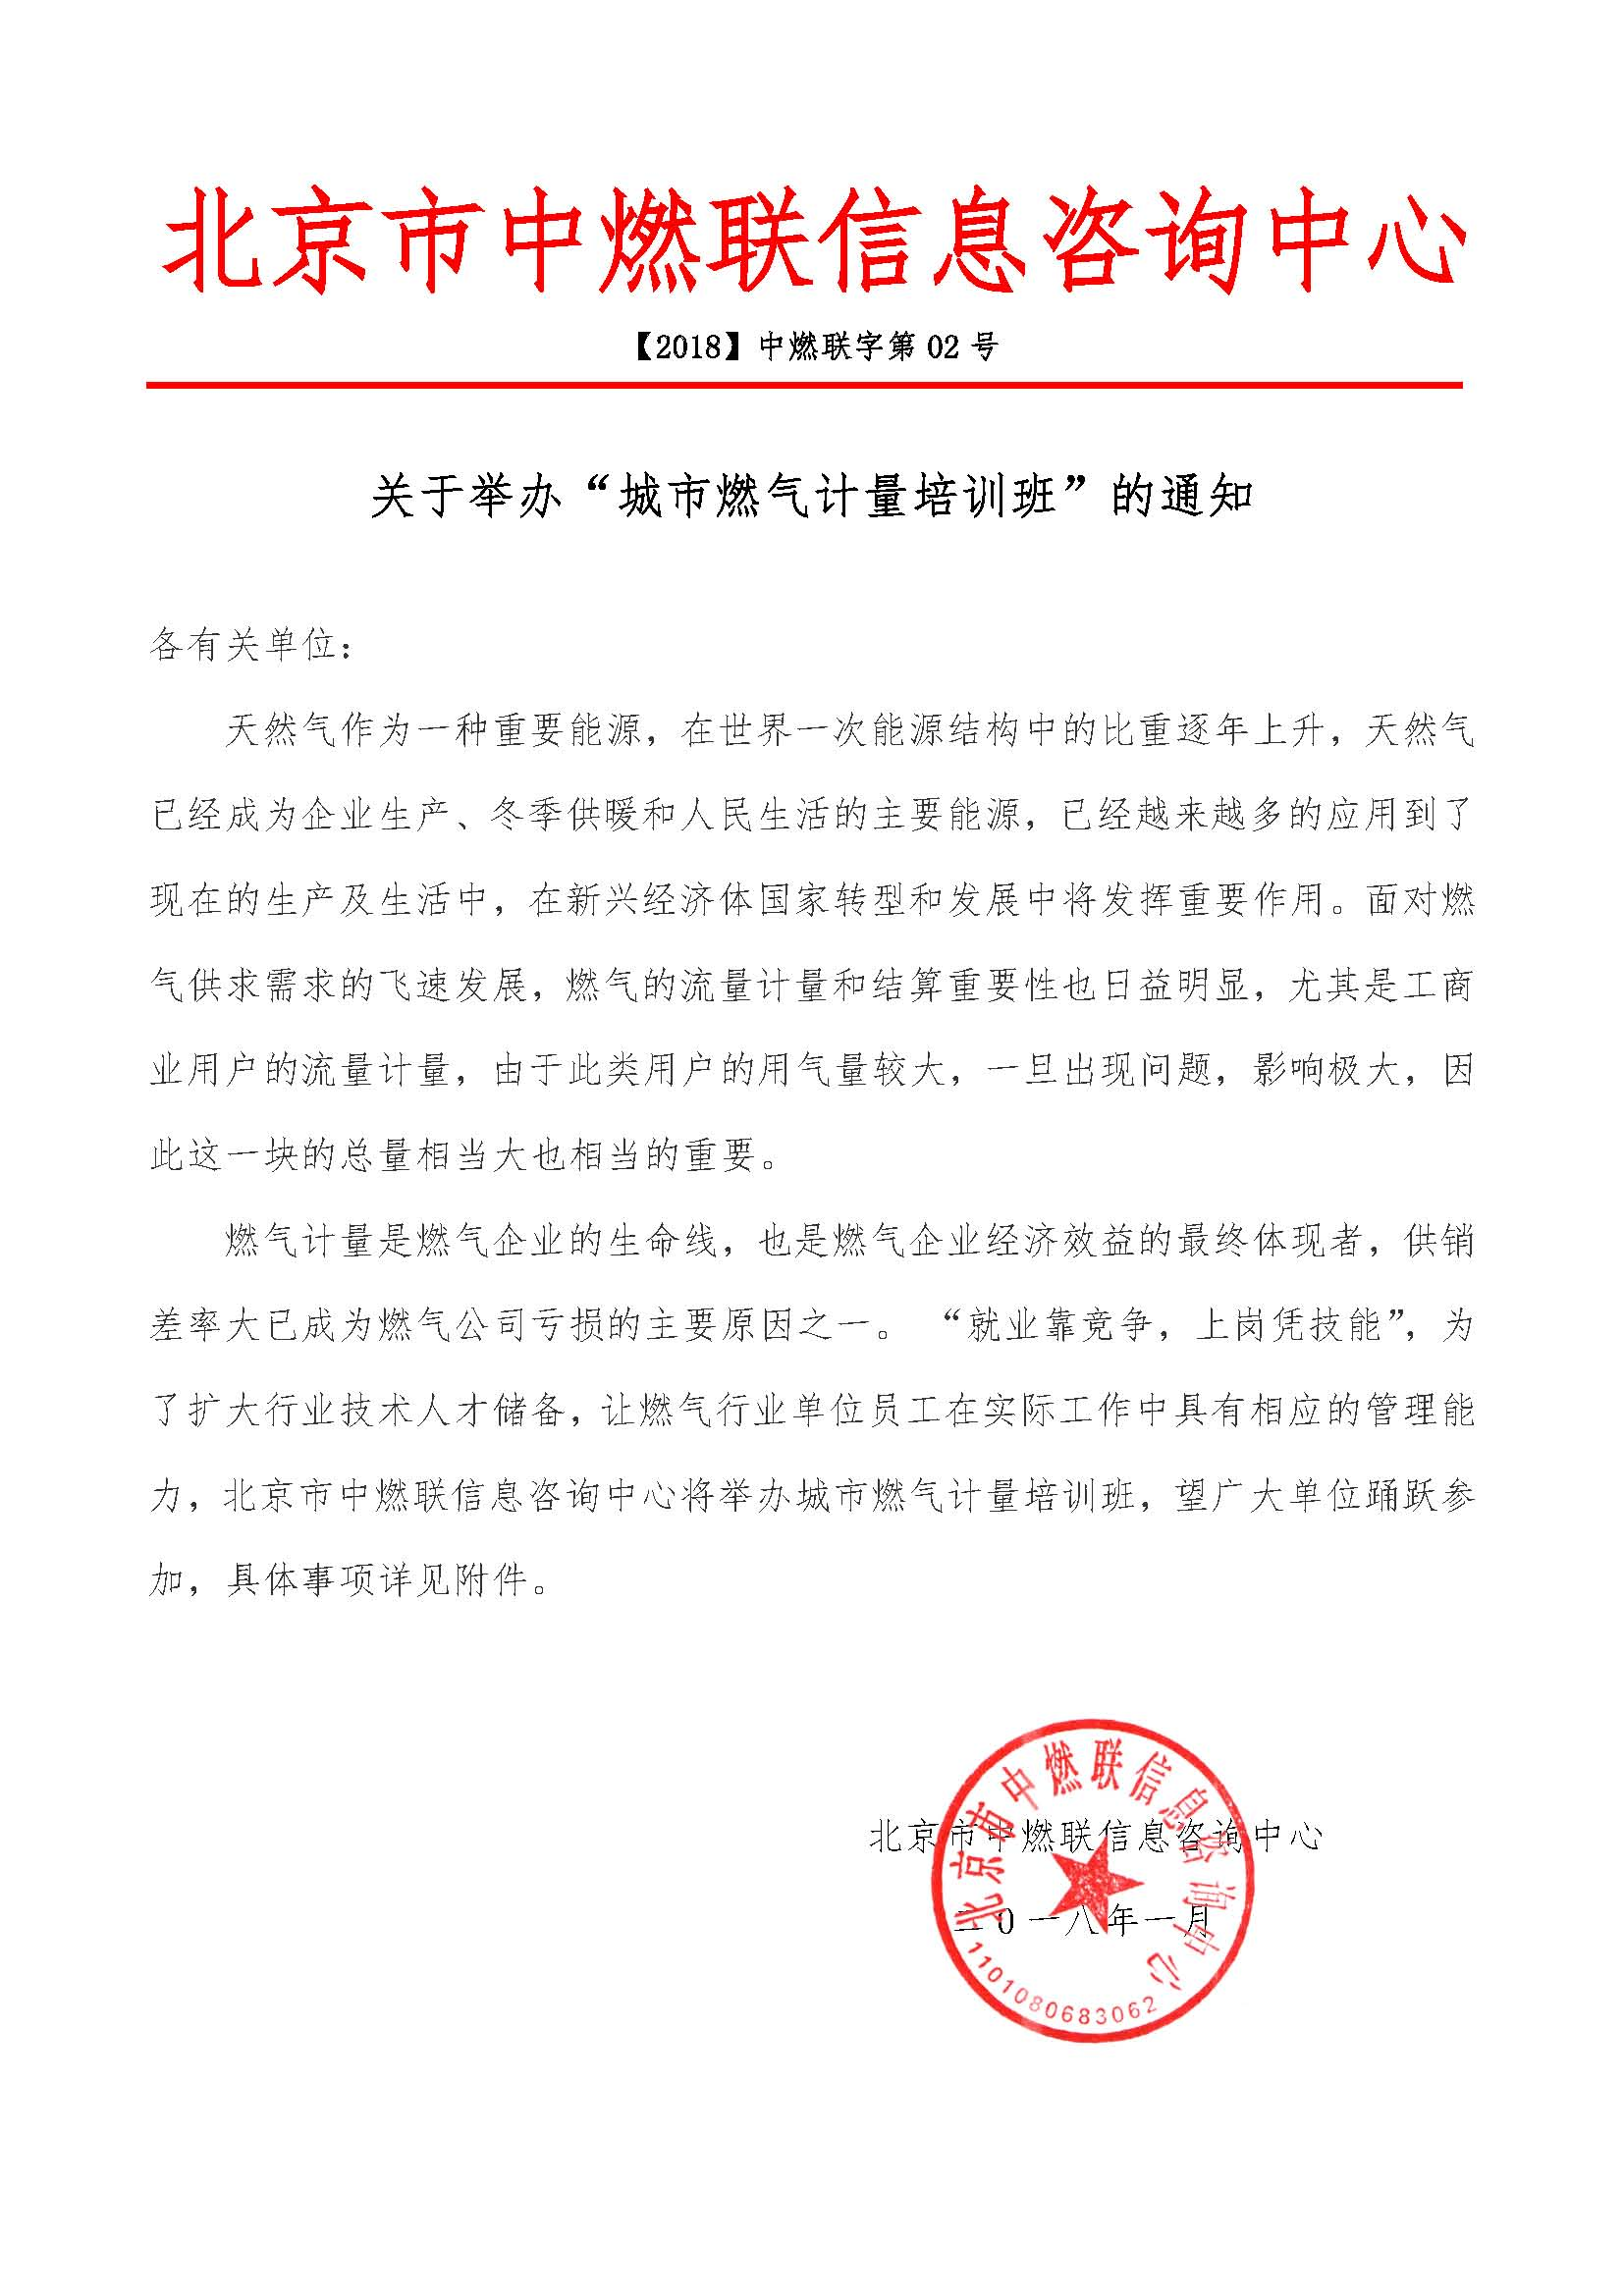 北京市中燃联信息咨询中心
【2018】中燃联字第 02 号
关于举办“城市燃气计量培训班”的通知
各有关单位：
天然气作为一种重要能源，在世界一次能源结构中的比重逐年上升，天然气
已经成为企业生产、冬季供暖和人民生活的主要能源，已经越来越多的应用到了
现在的生产及生活中，在新兴经济体国家转型和发展中将发挥重要作用。面对燃
气供求需求的飞速发展，燃气的流量计量和结算重要性也日益明显，尤其是工商
业用户的流量计量，由于此类用户的用气量较大，一旦出现问题，影响极大，因
此这一块的总量相当大也相当的重要。
燃气计量是燃气企业的生命线，也是燃气企业经济效益的最终体现者，供销
差率大已成为燃气公司亏损的主要原因之一。 “就业靠竞争，上岗凭技能”，为
了扩大行业技术人才储备，让燃气行业单位员工在实际工作中具有相应的管理能
力，北京市中燃联信息咨询中心将举办城市燃气计量培训班，望广大单位踊跃参
加，具体事项详见附件。
北京市中燃联信息咨询中心
二0一八年一月
北京市中燃联信息咨询中心
1101080683062